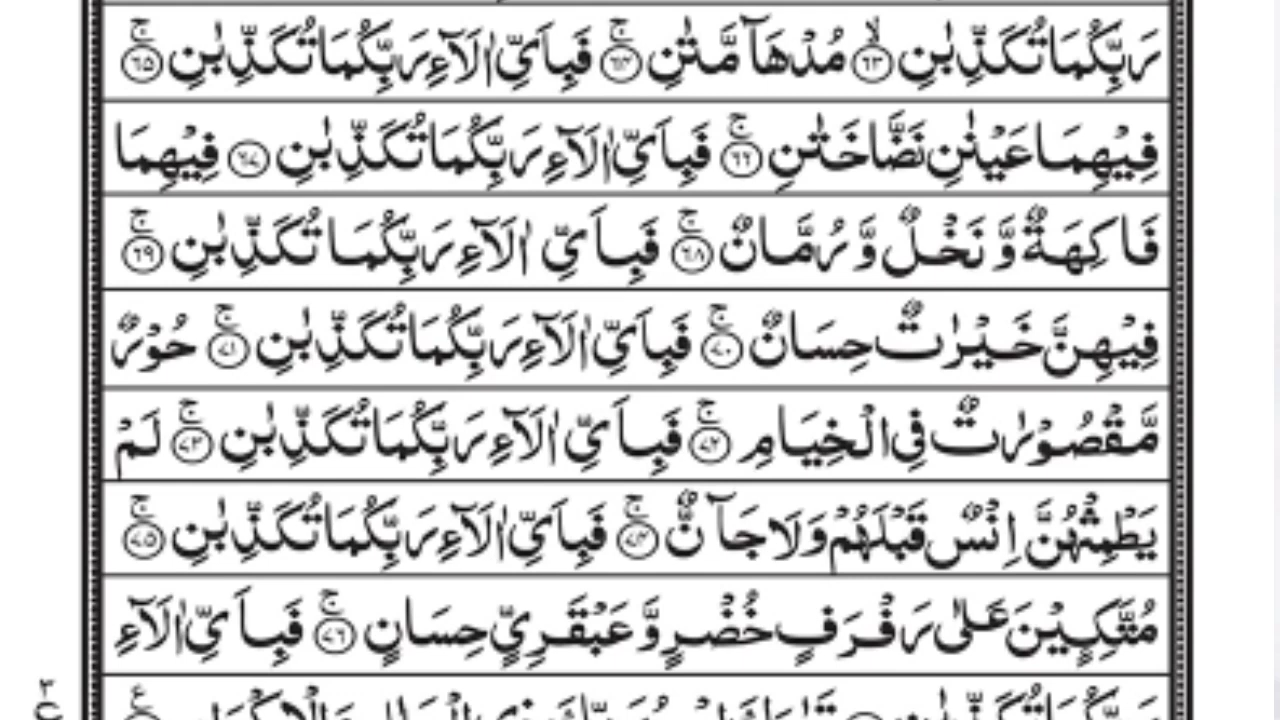 رَبِّكُمَا تُكَذِّبٰنِ ﴿٦٣﴾ۙ مُدْهَآ مَّتٰنِ ﴿٦٤﴾ۚ فَبِاَيِّ اٰلَآءِ رَبِّكُمَا تُكَذِّبٰنِ ﴿٦٥﴾ۚ
فِيْهِمَا عَيْنٰنِ نَضَّاخَتٰنِ ﴿٦٦﴾ۚ فَبِاَيِّ اٰلَآءِ رَبِّكُمَا تُكَذِّبٰنِ ﴿٦٧﴾ فِيْهِمَا
فَاكِهَةٌ وَّ نَخْلٌ وَّ رُمَّانٌ ﴿٦٨﴾ۚ فَبِاَيِّ اٰلَآءِ رَبِّكُمَا تُكَذِّبٰنِ ﴿٦٩﴾ۚ
فِيْهِنَّ خَيْرٰتٌ حِسَانٌ ﴿٧٠﴾ۚ فَبِاَيِّ اٰلَآءِ رَبِّكُمَا تُكَذِّبٰنِ ﴿٧١﴾ۚ حُوْرٌ
مَّقْصُوْرٰتٌ فِي الْخِيَامِ ﴿٧٢﴾ۚ فَبِاَيِّ اٰلَآءِ رَبِّكُمَا تُكَذِّبٰنِ ﴿٧٣﴾ۚ لَمْ
يَطْمِثْهُنَّ اِنْسٌ قَبْلَهُمْ وَلَا جَآنٌّ ﴿٧٤﴾ۚ فَبِاَيِّ اٰلَآءِ رَبِّكُمَا تُكَذِّبٰنِ ﴿٧٥﴾ۚ
مُتَّكِـِٕيْنَ عَلٰى رَفْرَفٍ خُضْرٍ وَّ عَبْقَرِيٍّ حِسَانٍ ﴿٧٦﴾ۚ فَبِاَيِّ اٰلَآءِ
٣